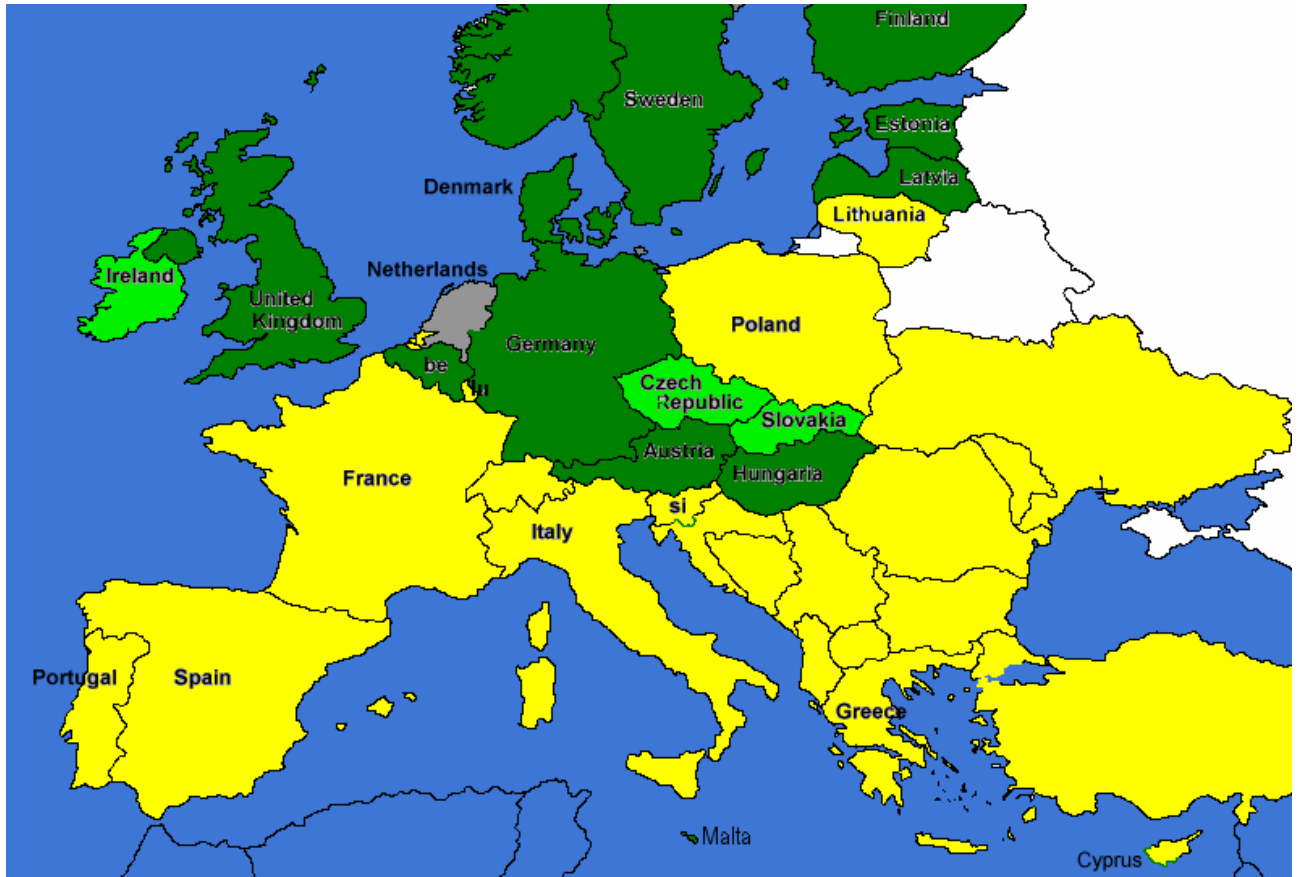 Finland
Sweden
Estonia
Latvia
Denmark
Lithuania
Netherlands
Ireland
United
Kingdom
Poland
Germany
be
lu
Czech
Republic
Slovakia
Austria
Hungaria
France
si
Italy
Portugal
Spain
Greece
Malta
Cyprus